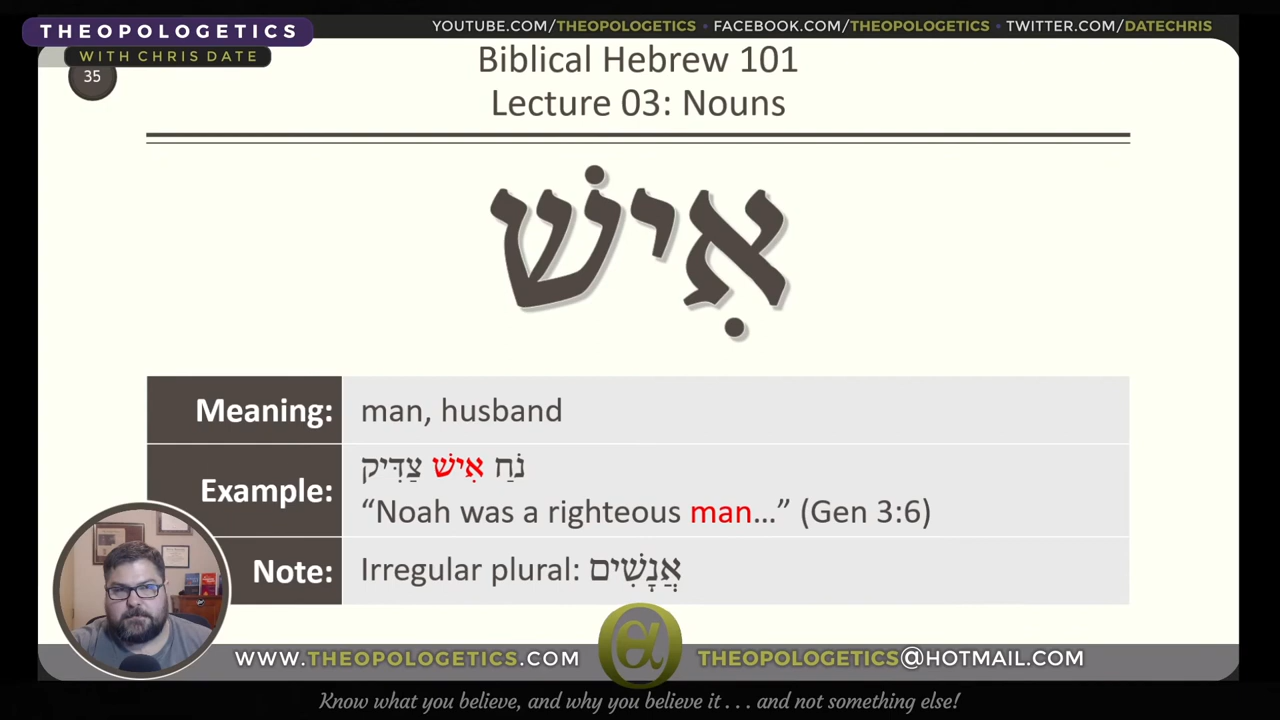 THEOPOLOGETICS
WITH CHRIS DATE
YOUTUBE.COM/THEOPOLOGETICS • FACEBOOK.COM/THEOPOLOGETICS • TWITTER.COM/DATECHRIS
35
Biblical Hebrew 101
Lecture 03: Nouns
אִישׁ
Meaning: man, husband
Example:
נֹחַ אִישׁ צַדִּיק
“Noah was a righteous man…” (Gen 3:6)
Note: Irregular plural: אֲנָשִׁים
WWW.THEOPOLOGETICS.COM
THEOPOLOGETICS@HOTMAIL.COM
Know what you believe, and why you believe it . . . and not something else!